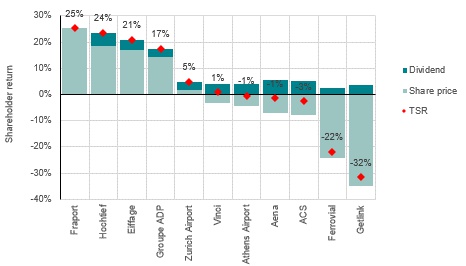 30%
20%
10%
0%
-10%
-20%
-30%
-40%
Shareholder return
25%
24%
21%
17%
5%
1%
-1%
-1%
-3%
-22%
-32%
Fraport
Hochtief
Eiffage
Groupe ADP
Zurich Airport
Vinci
Athens Airport
Aena
ACS
Ferrovial
Getlink
Dividend
Share price
TSR